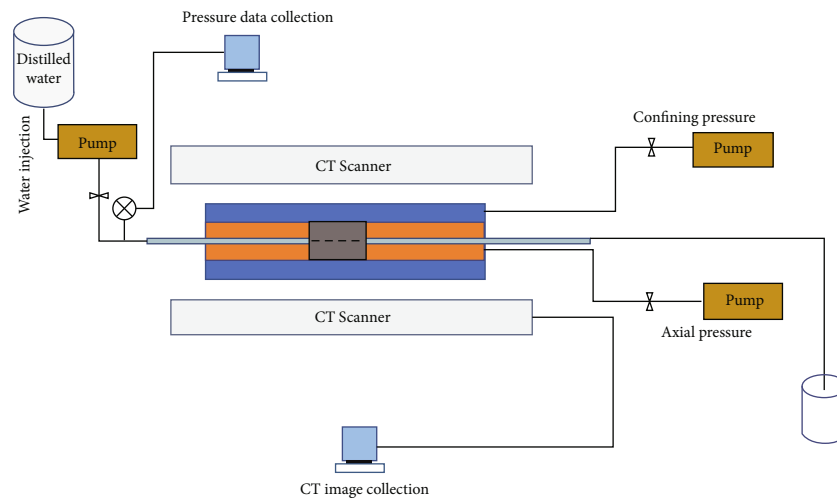 Pressure data collection
Distilled
water
Water injection
Pump
CT Scanner
Confining pressure
Pump
CT Scanner
Pump
Axial pressure
CT image collection